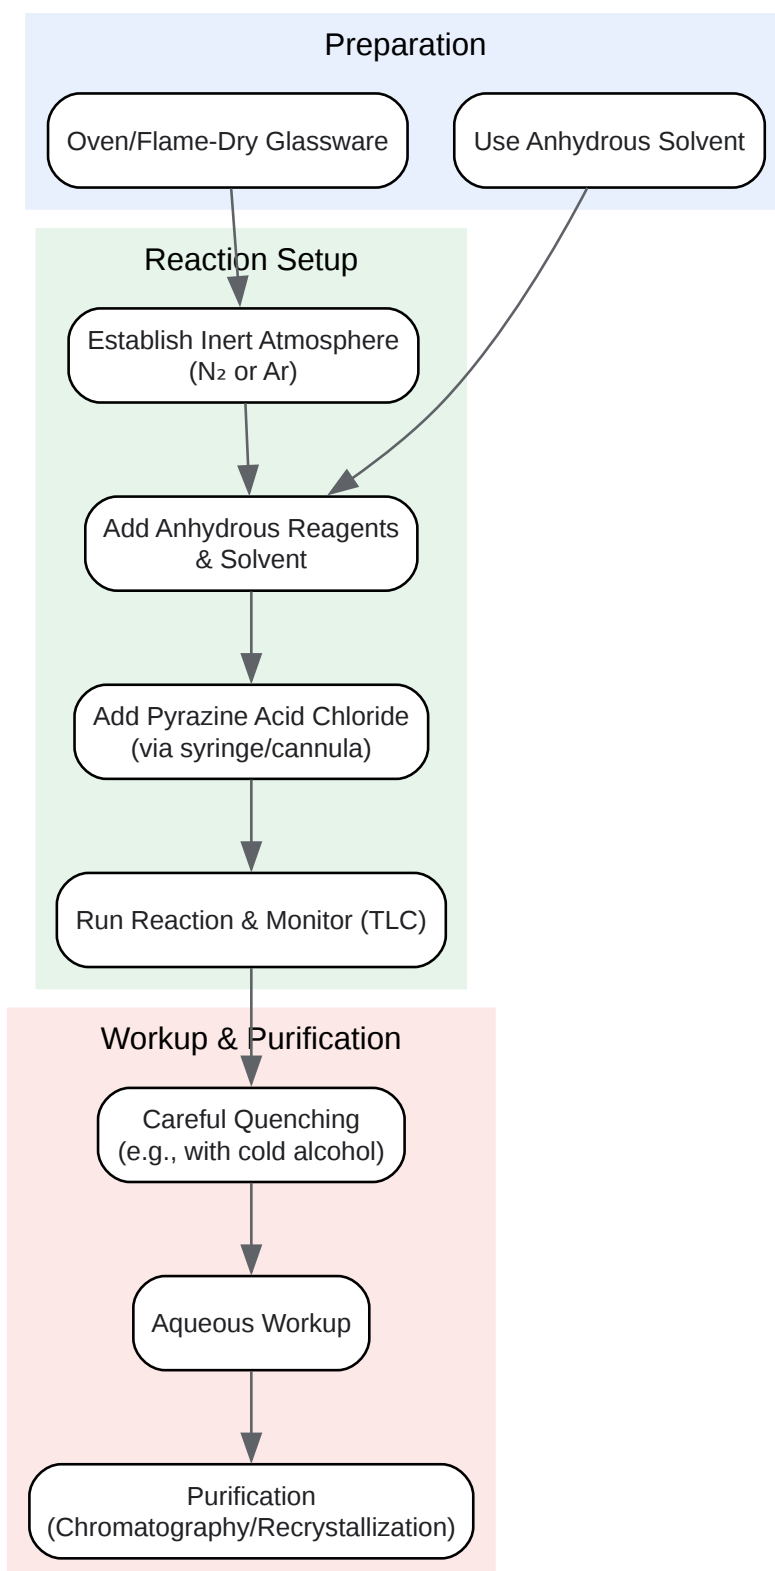 Preparation
Oven/Flame-Dry Glassware
Use Anhydrous Solvent
Reaction Setup
Establish Inert Atmosphere
(N₂ or Ar)
Add Anhydrous Reagents
& Solvent
Add Pyrazine Acid Chloride
(via syringe/cannula)
Run Reaction & Monitor (TLC)
Workup & Purification
Careful Quenching
(e.g., with cold alcohol)
Aqueous Workup
Purification
(Chromatography/Recrystallization)